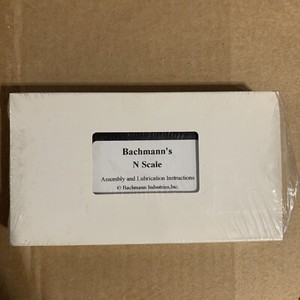 Bachmann's
N Scale
Assembly and Lubrication Instructions
© Bachmann Industries,Inc.